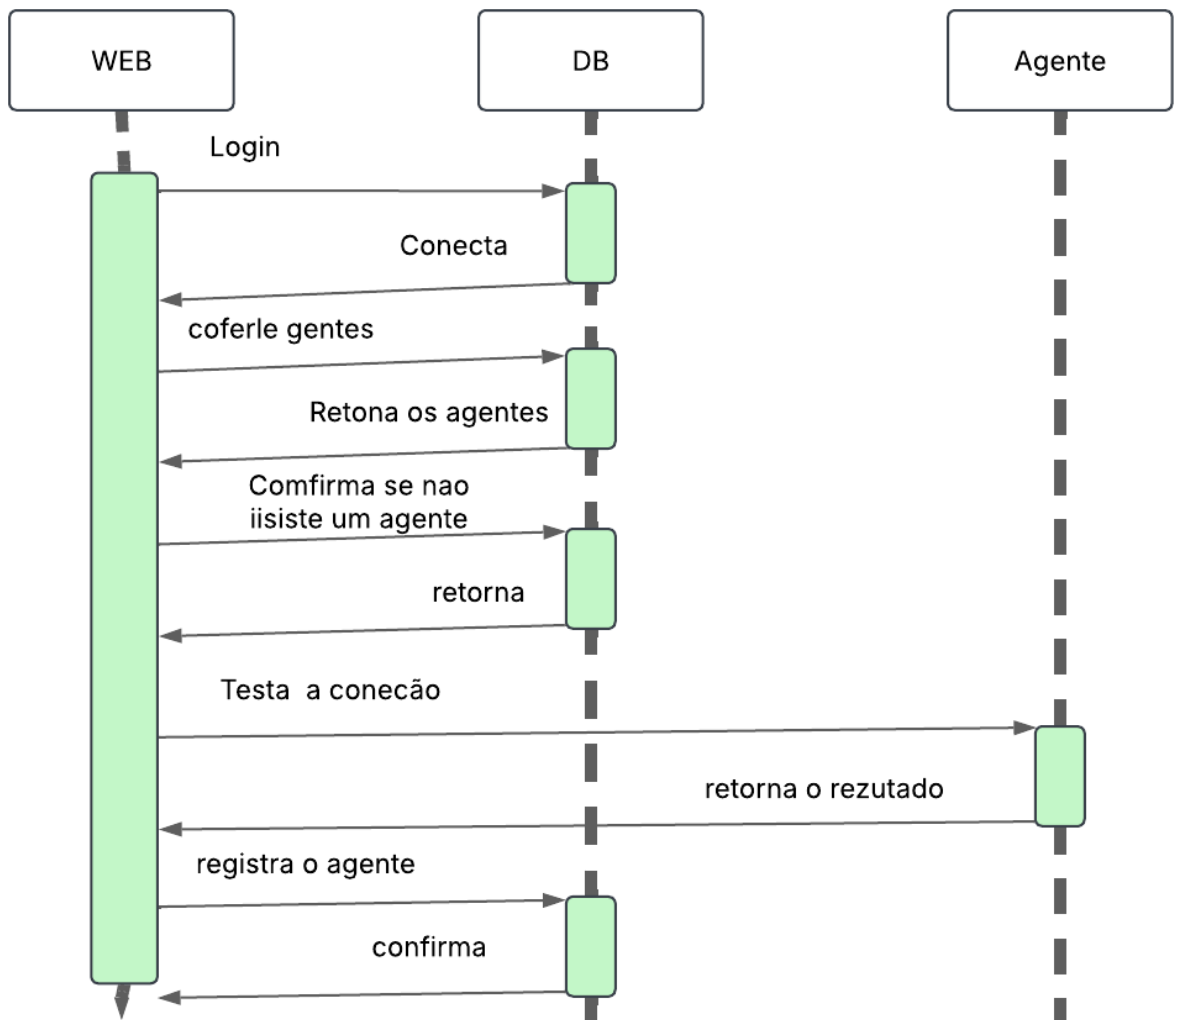 WEB
DB
Agente
Login
Conecta
coferle gentes
Retona os agentes
Comfirma se nao
iisiste um agente
retorna
Testa  a conecão
retorna o rezutado
registra o agente
confirma